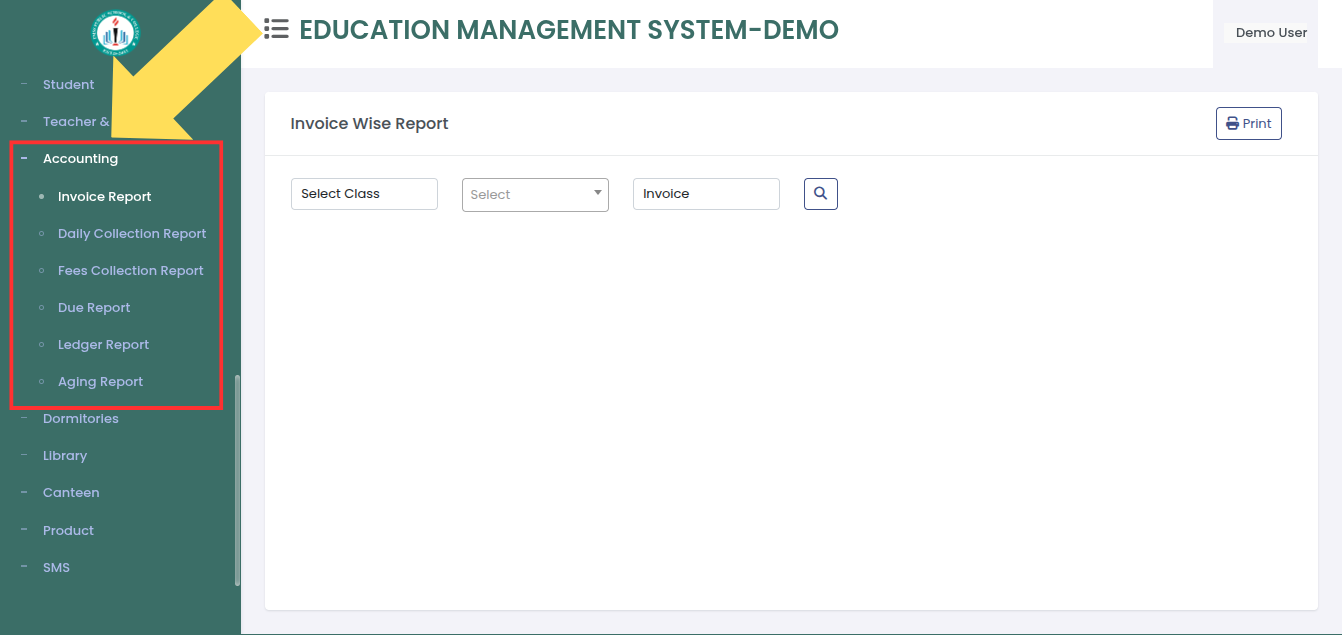 EDUCATION MANAGEMENT SYSTEM-DEMO
Demo User
Student
Teacher &
Accounting
Invoice Report
Daily Collection Report
Fees Collection Report
Due Report
Ledger Report
Aging Report
Dormitories
Library
Canteen
Product
SMS
Invoice Wise Report
Print
Select Class
Select
Invoice